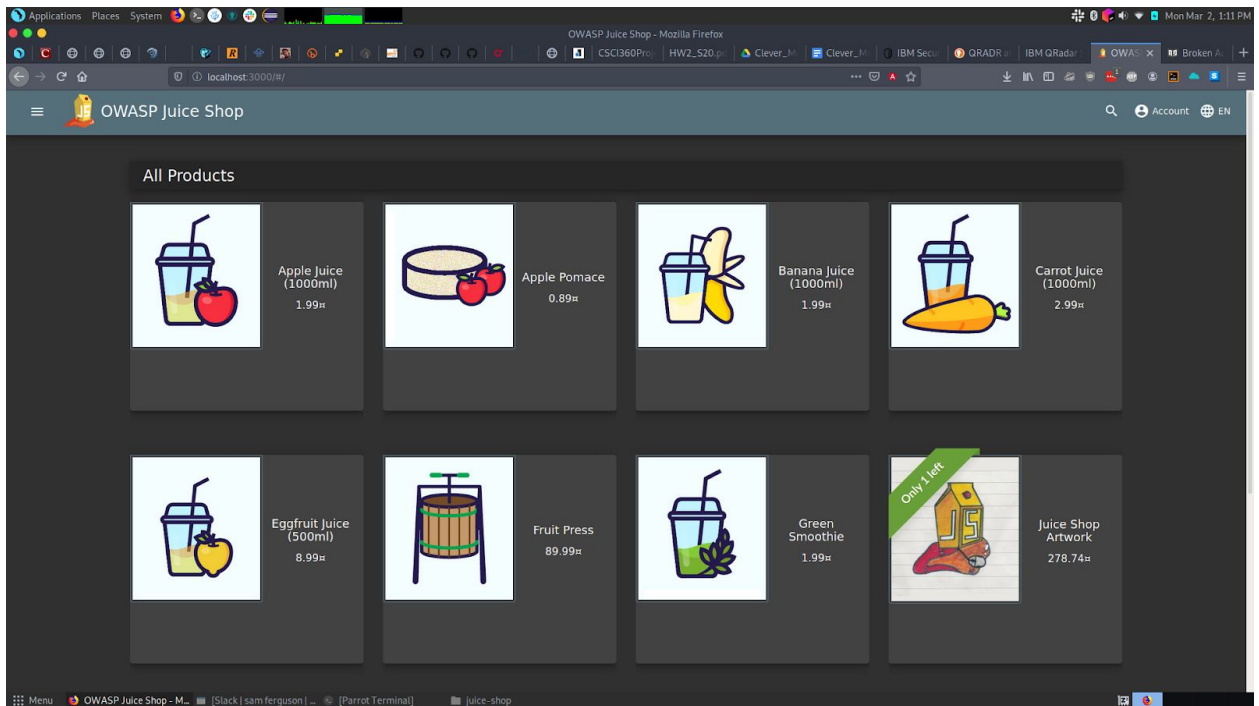 Applications Places System
Mon Mar 2, 1:11 PM
OWASP Juice Shop - Mozilla Firefox
CSCI360Proj
HW2_S20.p
Clever_M
Clever_M
IBM Secur
QRADR a
IBM QRadar
OWAS
Broken A
localhost:3000/#/
OWASP Juice Shop
Account
EN
All Products
Apple Juice
(1000ml)
1.99¤
Apple Pomace
0.89¤
Banana Juice
(1000ml)
1.99¤
Carrot Juice
(1000ml)
2.99¤
Eggfruit Juice
(500ml)
8.99¤
Fruit Press
89.99¤
Green
Smoothie
1.99¤
Only 1 left
JS
Juice Shop
Artwork
278.74¤
Menu
OWASP Juice Shop - M...
[Slack | sam ferguson | ...
[Parrot Terminal]
juice-shop